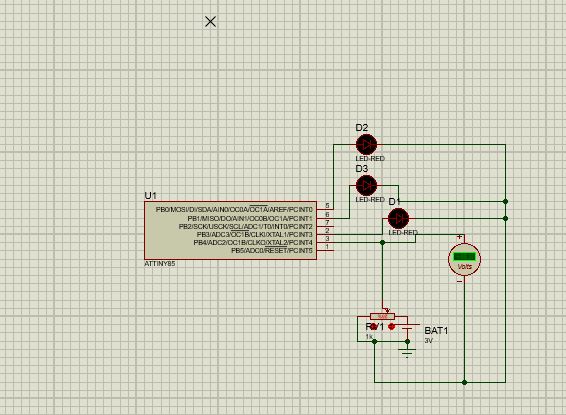 D2
LED-RED
D3
LED-RED
D1
LED-RED
U1
PB0/MOSI/DI/SDA/AIN0/OC0A/OC1A/AREF/PCINT0
5
PB1/MISO/DO/AIN1/OC0B/OC1A/PCINT1
6
PB2/SCK/USCK/SCL/ADC1/T0/INT0/PCINT2
7
PB3/ADC3/OC1B/CLKI/XTAL1/PCINT3
2
PB4/ADC2/OC1B/CLKO/XTAL2/PCINT4
3
PB5/ADC0/RESET/PCINT5
1
ATTINY85
+
Volts
-
RV1
1k
BAT1
3V